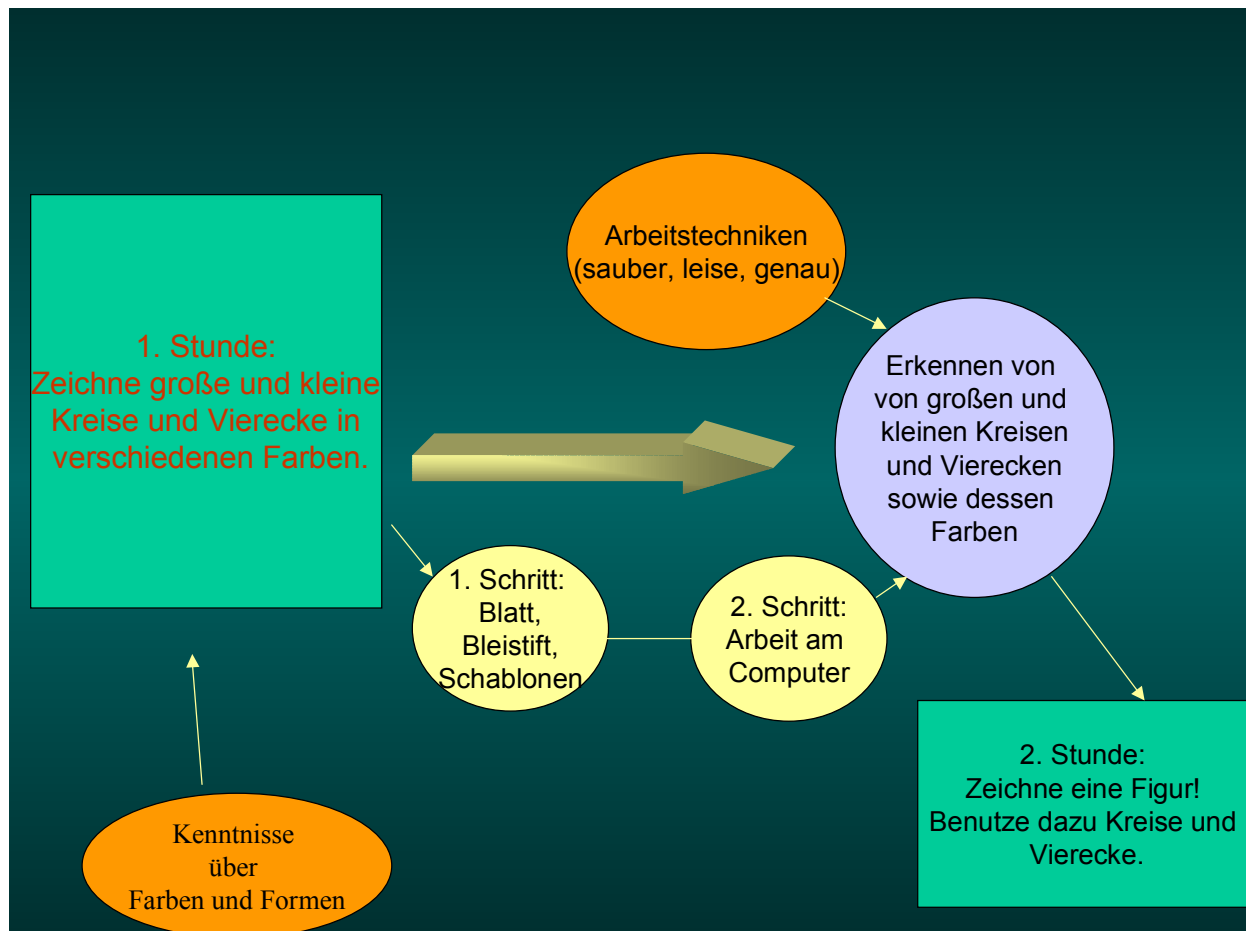 Arbeitstechniken
(sauber, leise, genau)
1. Stunde:
Zeichne große und kleine
Kreise und Vierecke in
verschiedenen Farben.
Erkennen von
von großen und
kleinen Kreisen
und Vierecken
sowie dessen
Farben
1. Schritt:
Blatt,
Bleistift,
Schablonen
2. Schritt:
Arbeit am
Computer
2. Stunde:
Zeichne eine Figur!
Benutze dazu Kreise und
Vierecke.
Kenntnisse
über
Farben und Formen